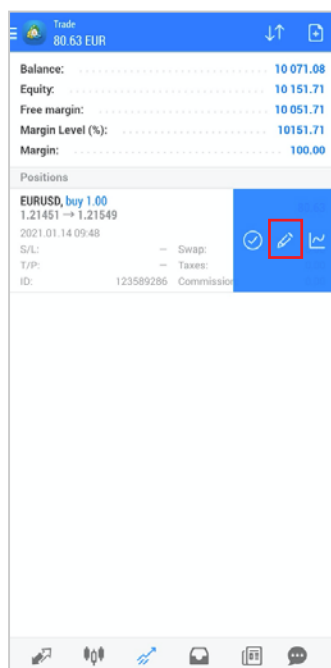 Trade
80.63 EUR
Balance: 10 071.08
Equity: 10 151.71
Free margin: 10 051.71
Margin Level (%): 10151.71
Margin: 100.00
Positions
EURUSD, buy 1.00
1.21451 → 1.21549
2021.01.14 09:48
S/L: – Swap:
T/P: – Taxes:
ID: 123589286 Commission